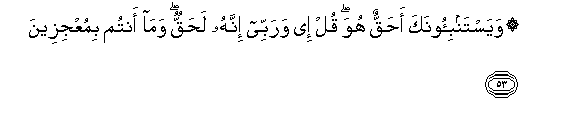 ۞ وَيَسْتَنۢبِـُٔونَكَ أَحَقٌّ هُوَ ۖ قُلْ إِى وَرَبِّىٓ إِنَّهُۥ لَحَقٌّ ۖ وَمَآ أَنتُم بِمُعْجِزِينَ
٥٣